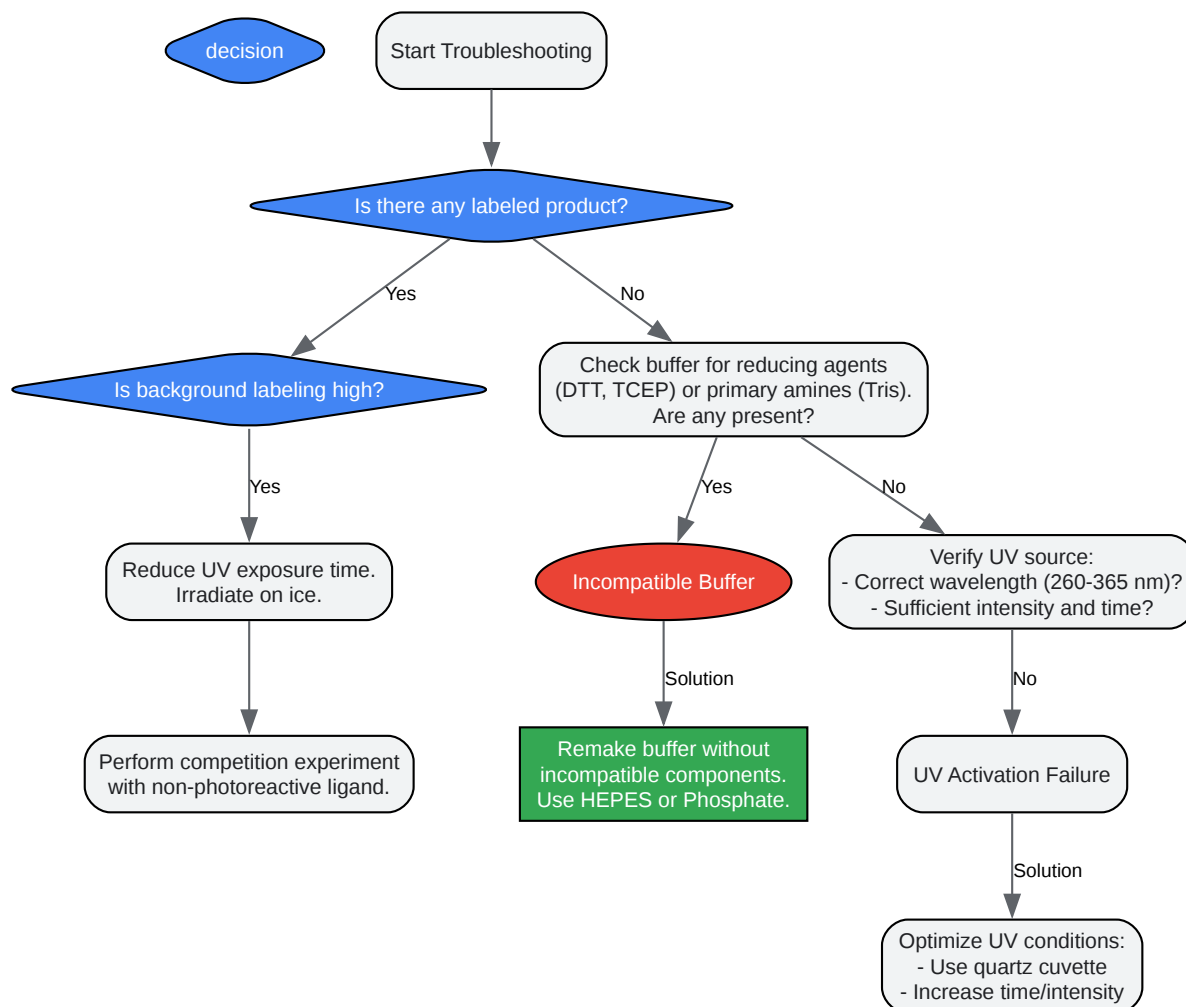 decision
Start Troubleshooting
Is there any labeled product?
Yes
No
Is background labeling high?
Check buffer for reducing agents
(DTT, TCEP) or primary amines (Tris).
Are any present?
Yes
Yes
No
Reduce UV exposure time.
Irradiate on ice.
Incompatible Buffer
Verify UV source:
- Correct wavelength (260-365 nm)?
- Sufficient intensity and time?
Solution
No
Perform competition experiment
with non-photoreactive ligand.
Remake buffer without
incompatible components.
Use HEPES or Phosphate.
UV Activation Failure
Solution
Optimize UV conditions:
- Use quartz cuvette
- Increase time/intensity